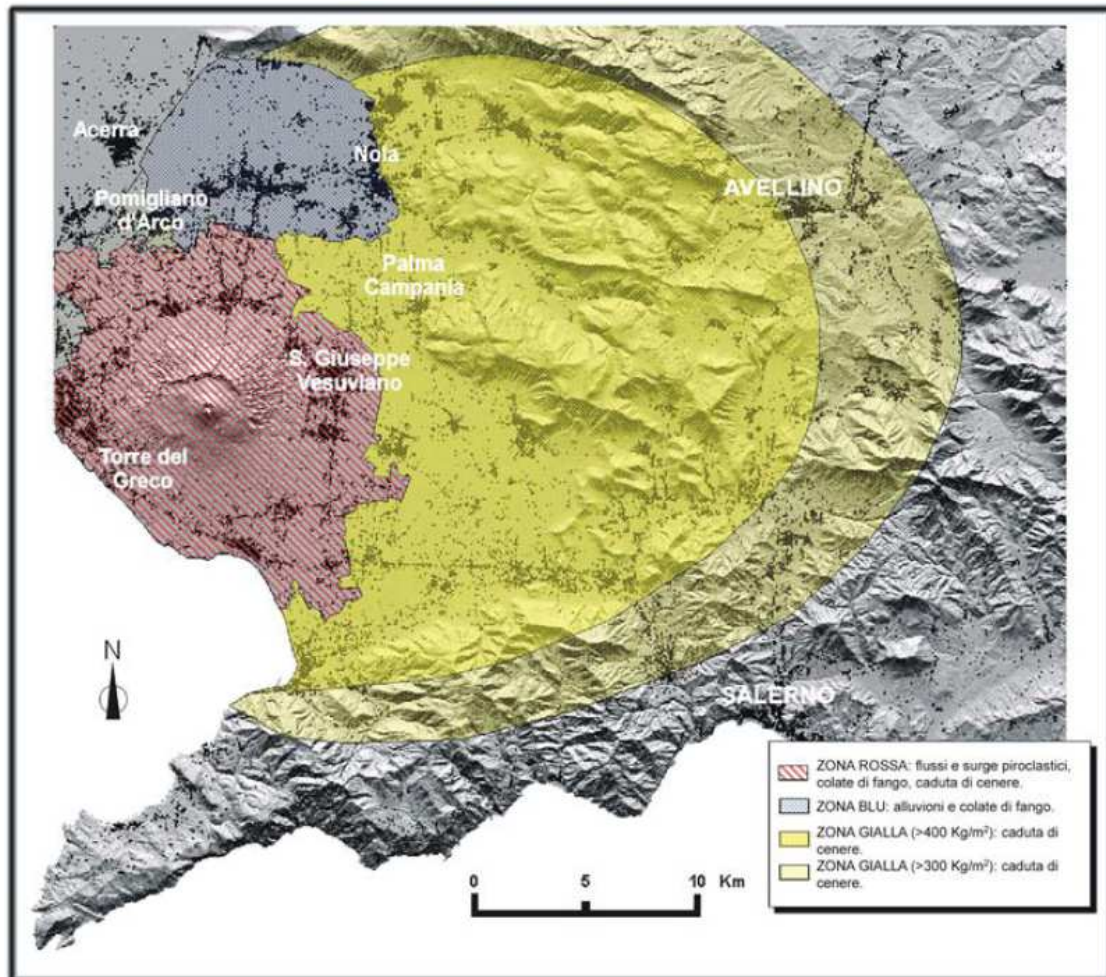 Acerra
Nola
Pomigliano
d'Arco
AVELLINO
Palma
Campania
S. Giuseppe
Vesuviano
Torre del
Greco
N
SALERNO
ZONA ROSSA: flussi e surge piroclastici,
colate di fango, caduta di cenere.
ZONA BLU: alluvioni e colate di fango.
ZONA GIALLA (>400 Kg/m²): caduta di
cenere.
ZONA GIALLA (>300 Kg/m²): caduta di
cenere.
0 5 10 Km